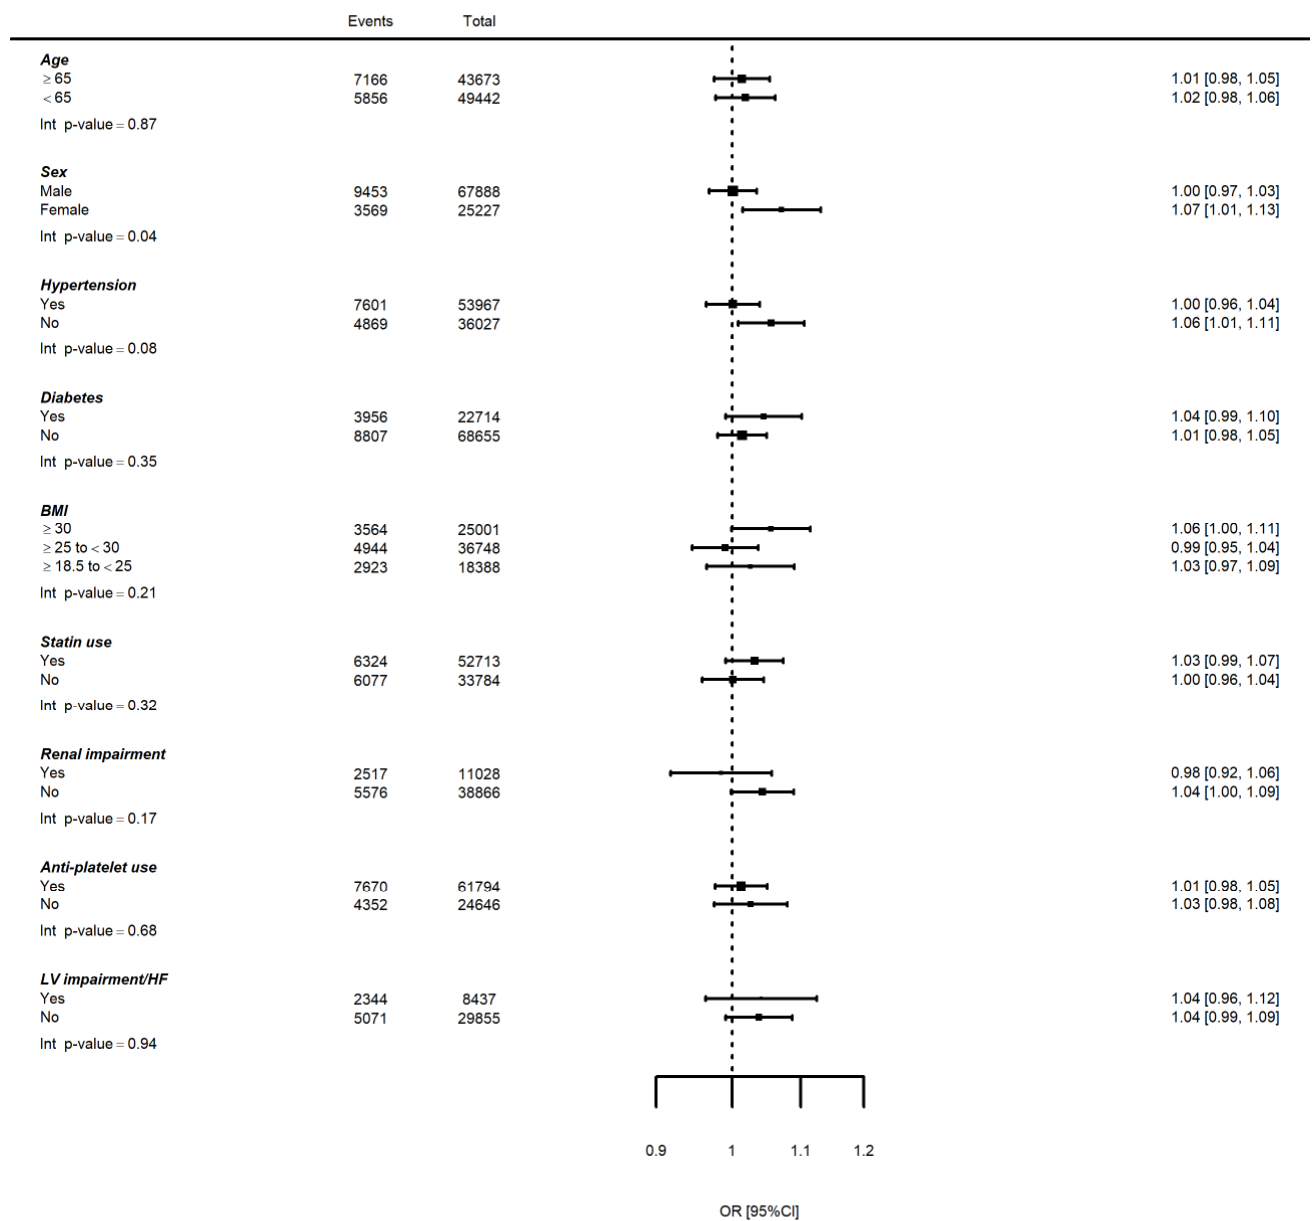 Events Total
Age
≥ 65 7166 43673 1.01 [0.98, 1.05]
< 65 5856 49442 1.02 [0.98, 1.06]
Int p-value = 0.87
Sex
Male 9453 67888 1.00 [0.97, 1.03]
Female 3569 25227 1.07 [1.01, 1.13]
Int p-value = 0.04
Hypertension
Yes 7601 53967 1.00 [0.96, 1.04]
No 4869 36027 1.06 [1.01, 1.11]
Int p-value = 0.08
Diabetes
Yes 3956 22714 1.04 [0.99, 1.10]
No 8807 68655 1.01 [0.98, 1.05]
Int p-value = 0.35
BMI
≥ 30 3564 25001 1.06 [1.00, 1.11]
≥ 25 to < 30 4944 36748 0.99 [0.95, 1.04]
≥ 18.5 to < 25 2923 18388 1.03 [0.97, 1.09]
Int p-value = 0.21
Statin use
Yes 6324 52713 1.03 [0.99, 1.07]
No 6077 33784 1.00 [0.96, 1.04]
Int p-value = 0.32
Renal impairment
Yes 2517 11028 0.98 [0.92, 1.06]
No 5576 38866 1.04 [1.00, 1.09]
Int p-value = 0.17
Anti-platelet use
Yes 7670 61794 1.01 [0.98, 1.05]
No 4352 24646 1.03 [0.98, 1.08]
Int p-value = 0.68
LV impairment/HF
Yes 2344 8437 1.04 [0.96, 1.12]
No 5071 29855 1.04 [0.99, 1.09]
Int p-value = 0.94
0.9 1 1.1 1.2
OR [95%CI]